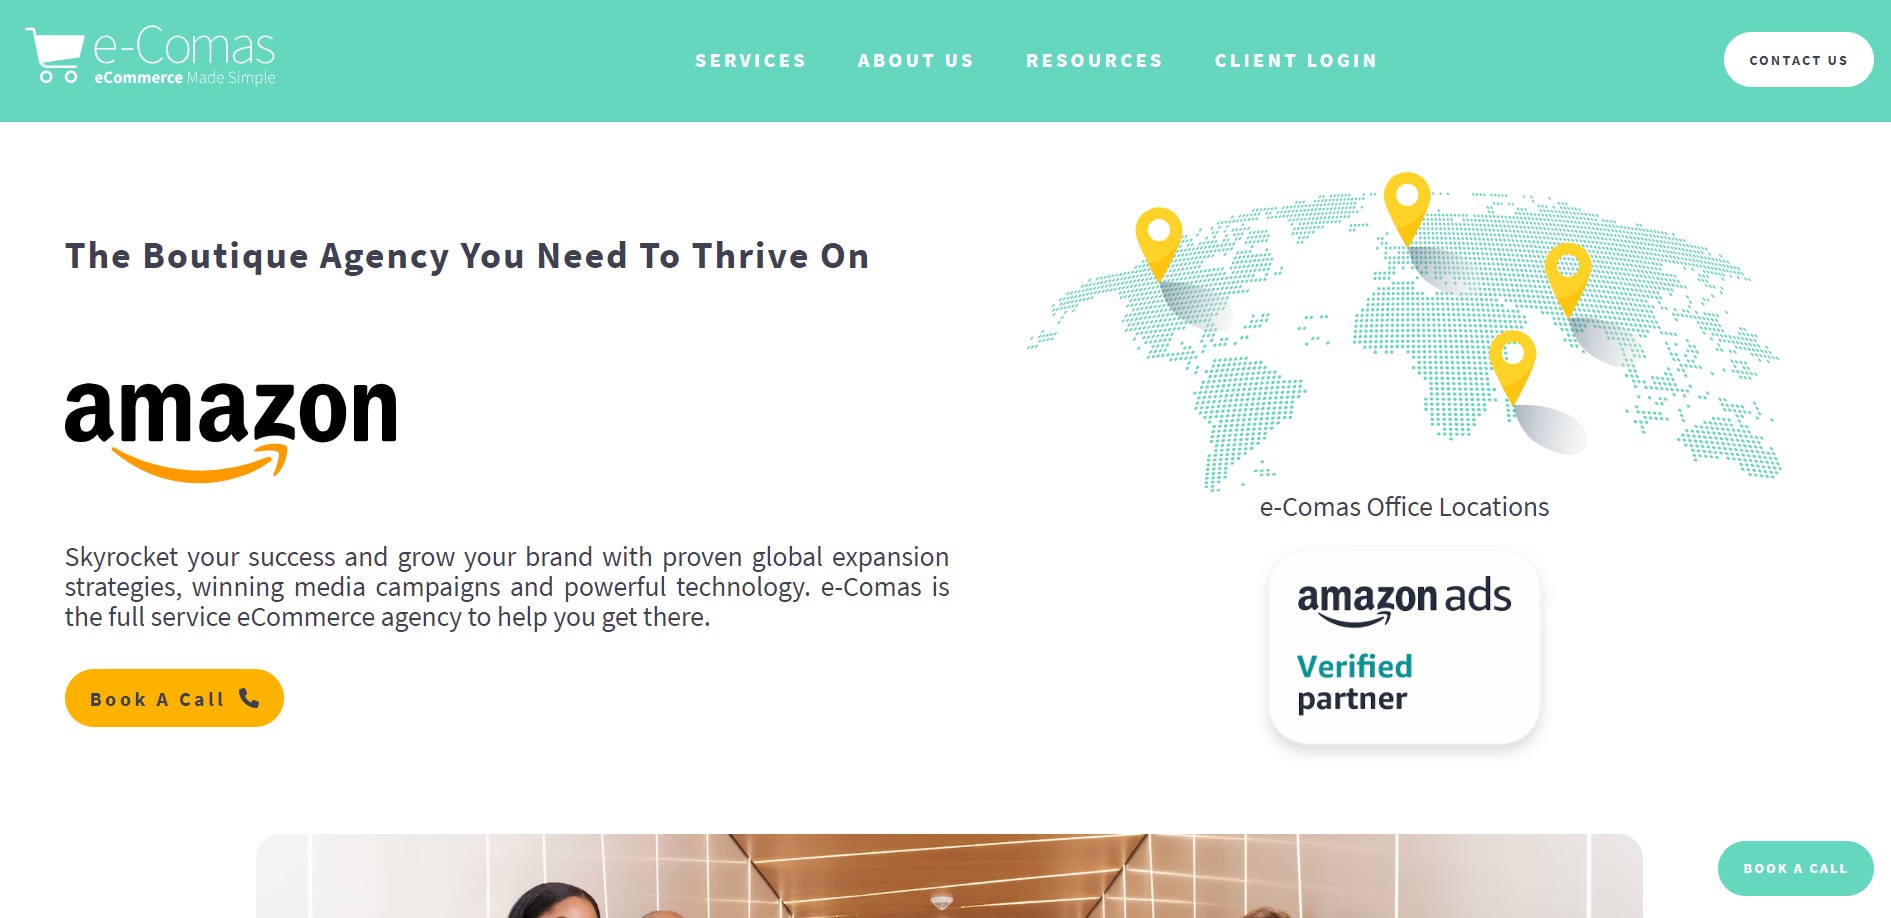 e-Comas
eCommerce Made Simple
SERVICES
ABOUT US
RESOURCES
CLIENT LOGIN
CONTACT US
The Boutique Agency You Need To Thrive On
amazon
Skyrocket your success and grow your brand with proven global expansion
strategies, winning media campaigns and powerful technology. e-Comas is
the full service eCommerce agency to help you get there.
Book A Call
e-Comas Office Locations
amazon ads
Verified
partner
BOOK A CALL